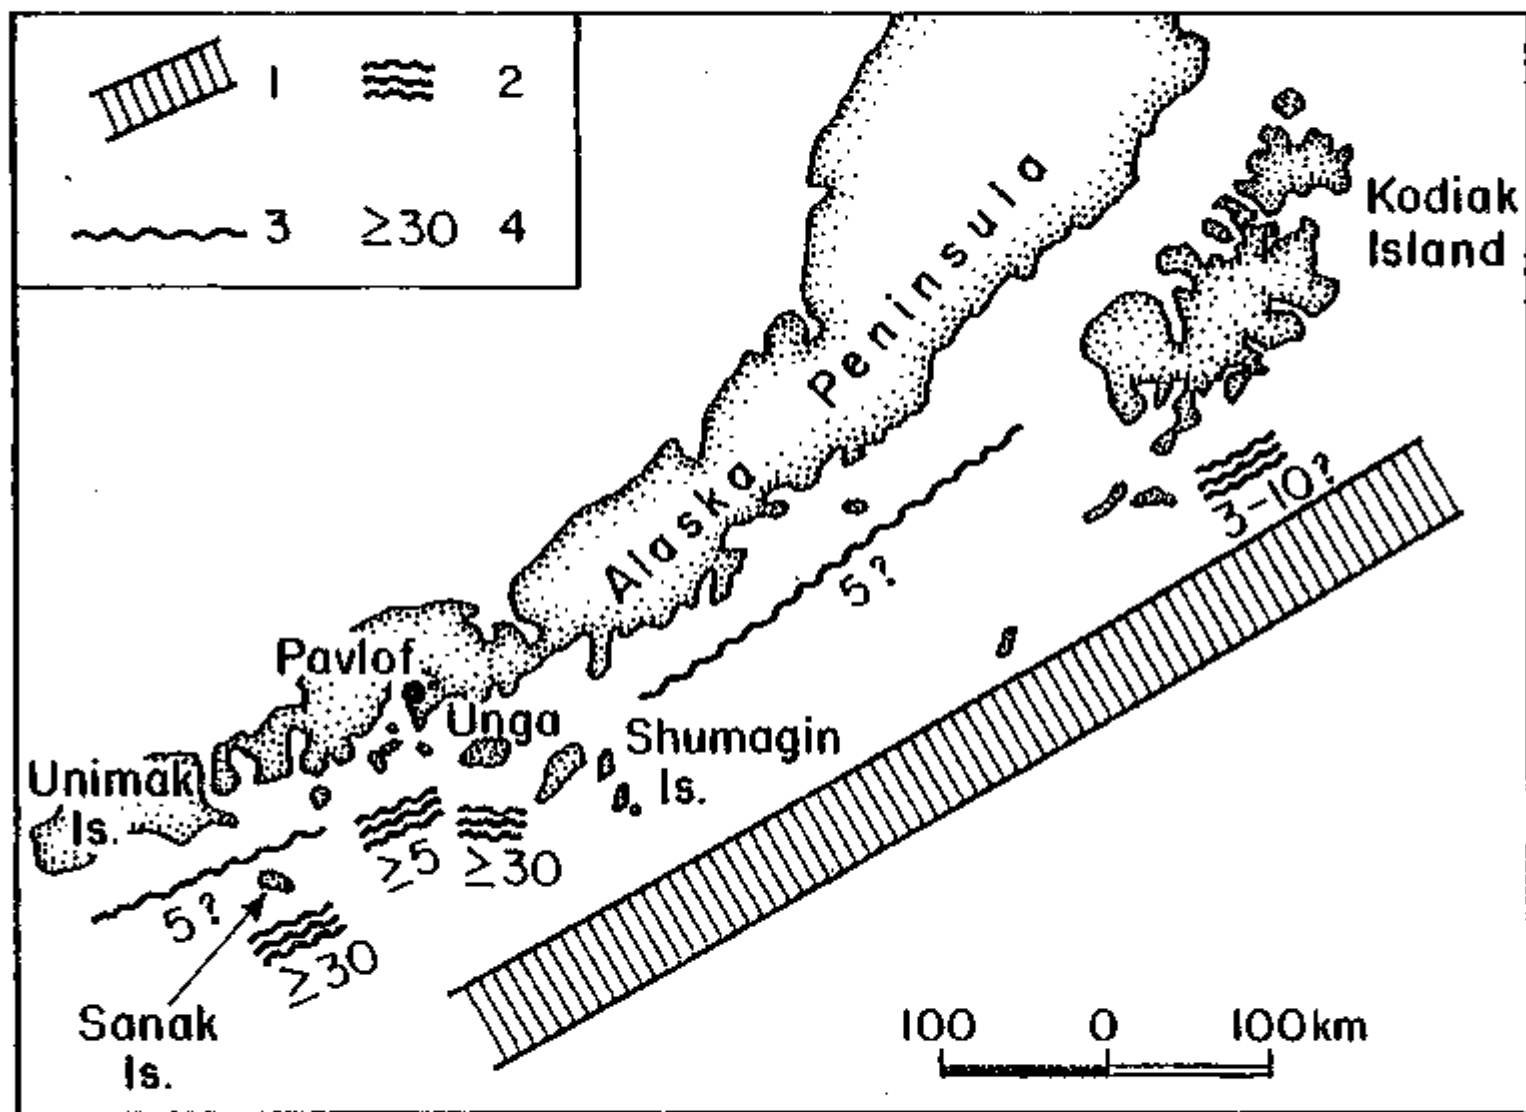 1
2
3
≥30
4
Kodiak
Island
Alaska Peninsula
3-10?
5?
Pavlof
Unga
Shumagin
Is.
Unimak
Is.
≥5
≥30
5?
≥30
Sanak
Is.
100 0 100km